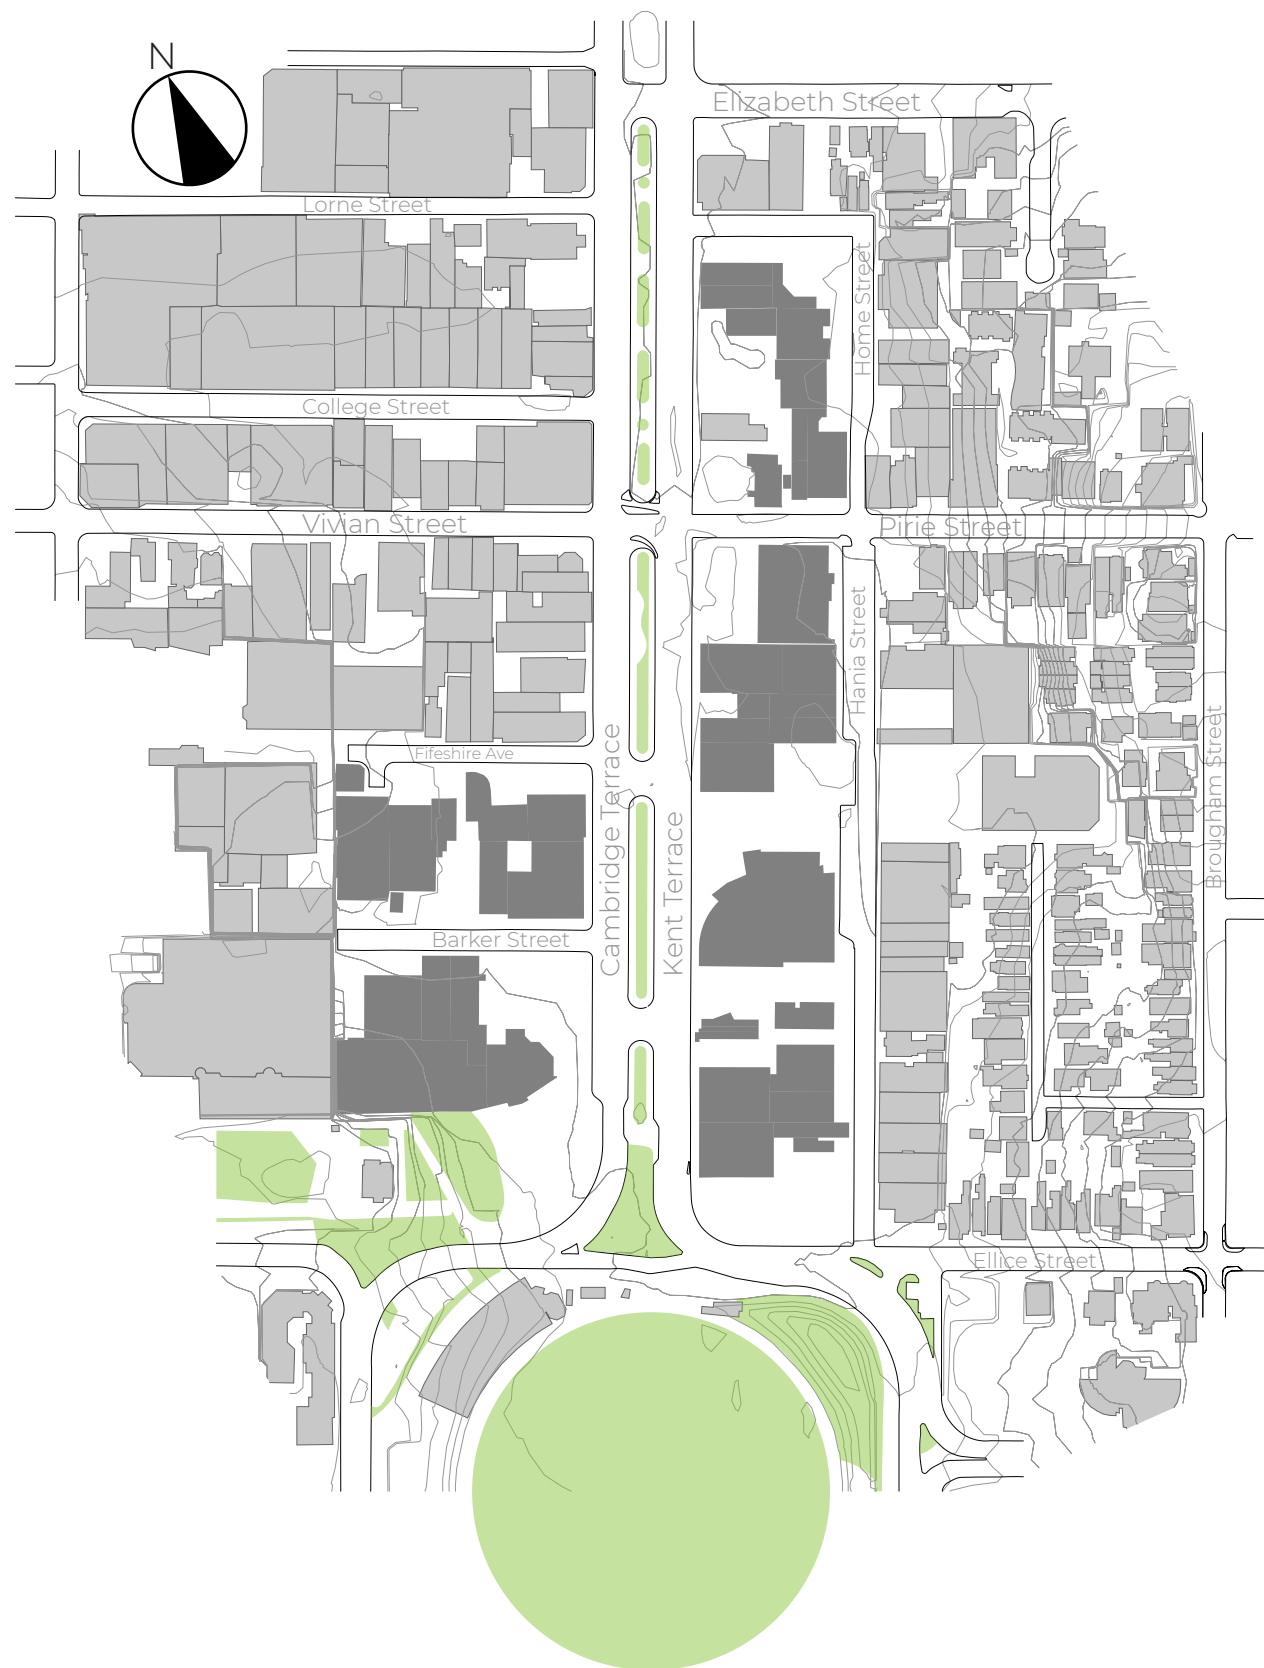 N
Elizabeth Street
Lorne Street
Home Street
College Street
Vivian Street
Pirie Street
Hania Street
Fifeshire Ave
Cambridge Terrace
Kent Terrace
Brougham Street
Barker Street
Ellice Street